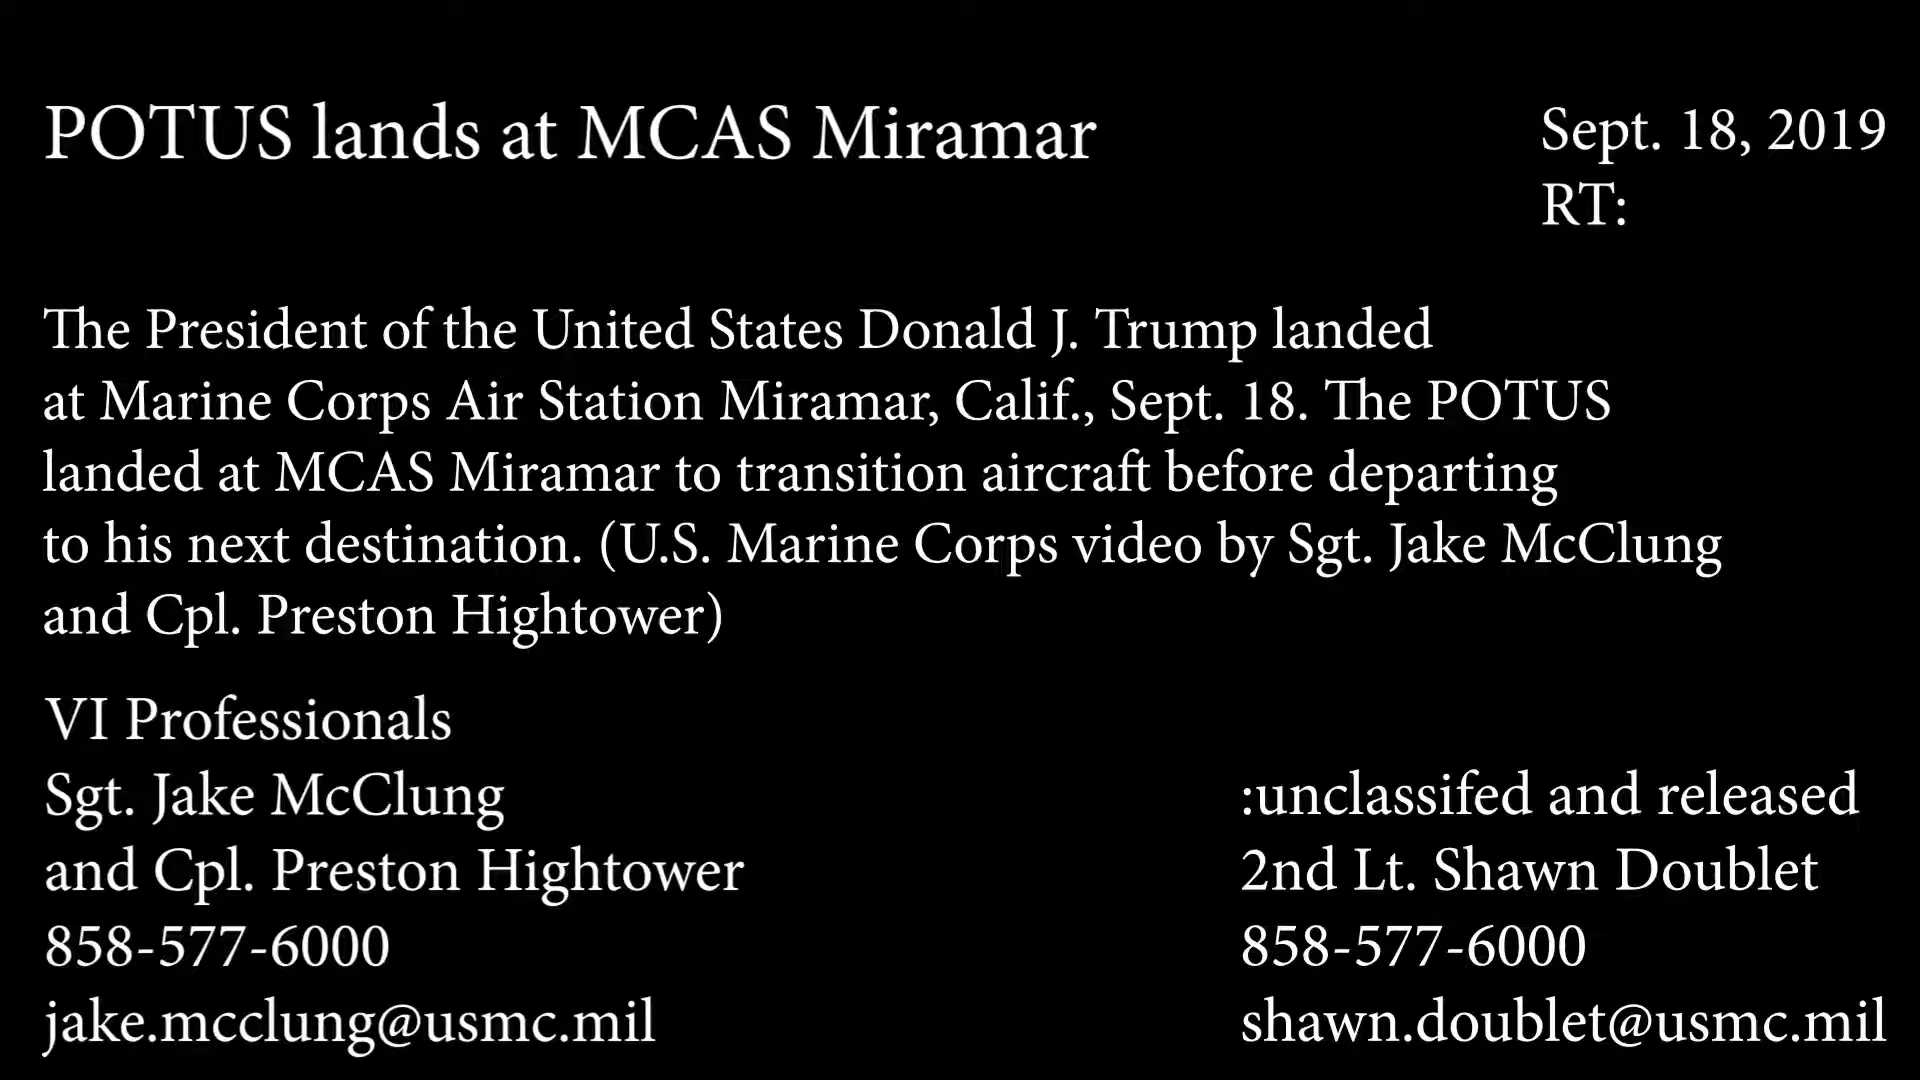 POTUS lands at MCAS Miramar
Sept. 18, 2019
RT:
The President of the United States Donald J. Trump landed
at Marine Corps Air Station Miramar, Calif., Sept. 18. The POTUS
landed at MCAS Miramar to transition aircraft before departing
to his next destination. (U.S. Marine Corps video by Sgt. Jake McClung
and Cpl. Preston Hightower)
VI Professionals
Sgt. Jake McClung
and Cpl. Preston Hightower
858-577-6000
jake.mcclung@usmc.mil
:unclassifed and released
2nd Lt. Shawn Doublet
858-577-6000
shawn.doublet@usmc.mil